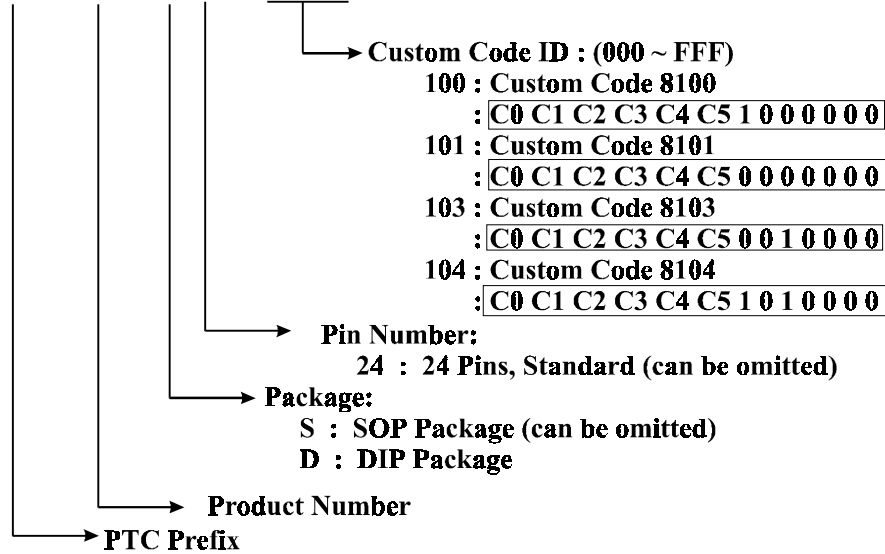 Custom Code ID : (000 ~ FFF)
100 : Custom Code 8100
: C0 C1 C2 C3 C4 C5 1 0 0 0 0 0 0
101 : Custom Code 8101
: C0 C1 C2 C3 C4 C5 0 0 0 0 0 0 0
103 : Custom Code 8103
: C0 C1 C2 C3 C4 C5 0 0 1 0 0 0 0
104 : Custom Code 8104
: C0 C1 C2 C3 C4 C5 1 0 1 0 0 0 0
Pin Number:
24 : 24 Pins, Standard (can be omitted)
Package:
S : SOP Package (can be omitted)
D : DIP Package
Product Number
PTC Prefix